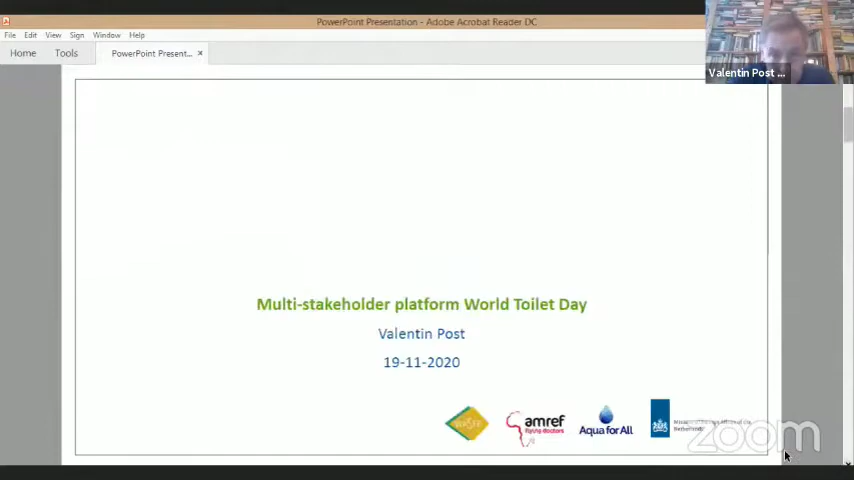 PowerPoint Presentation - Adobe Acrobat Reader DC
File Edit View Sign Window Help
Home Tools PowerPoint Present... ×
Valentin Post ...
Multi-stakeholder platform World Toilet Day
Valentin Post
19-11-2020
amref
flying doctors
Aqua for All
zoom